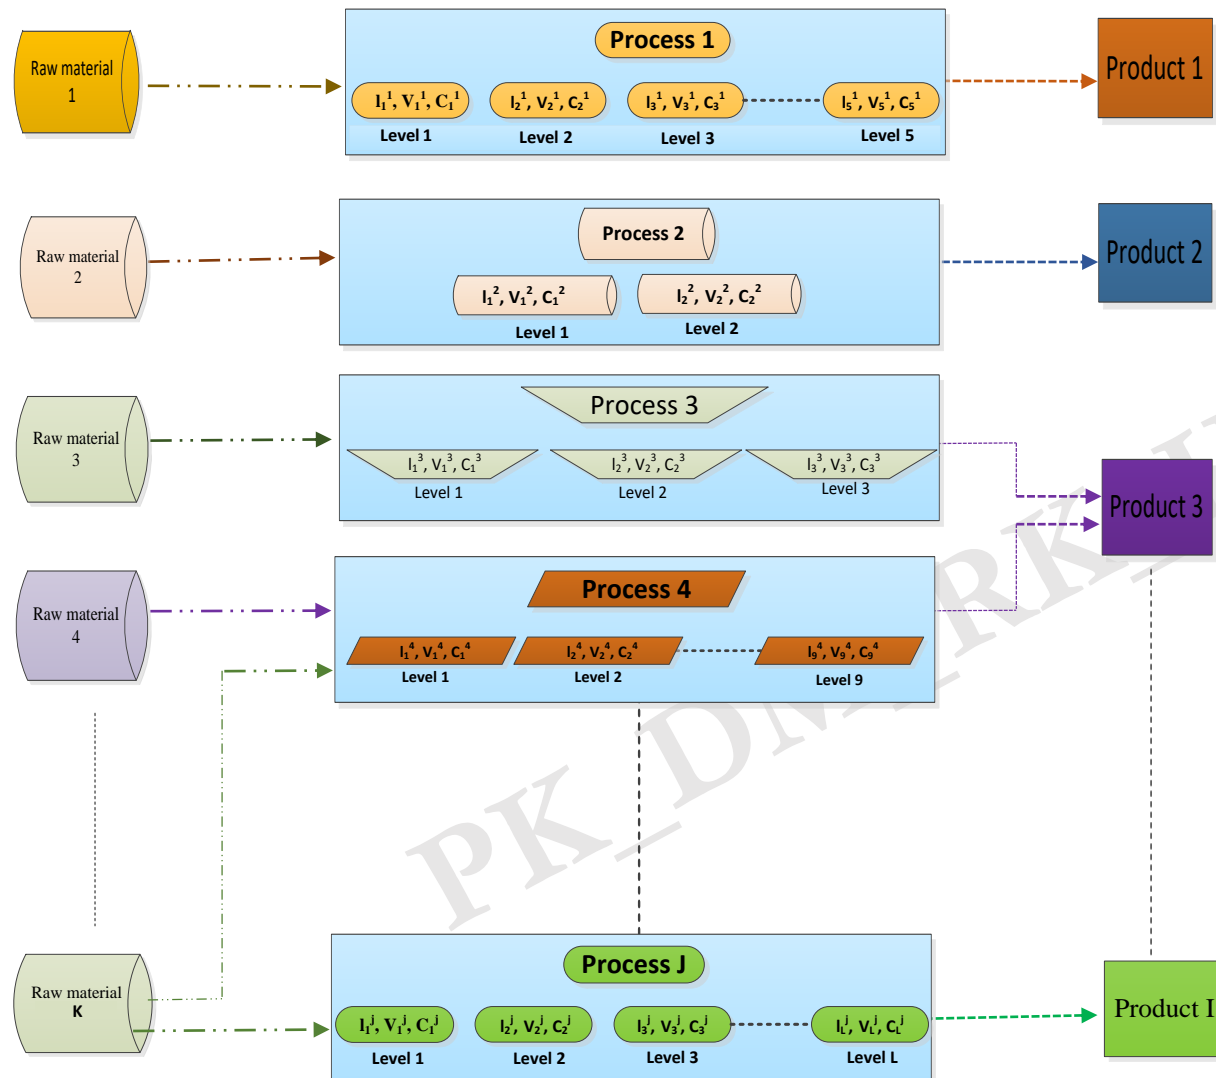 Process 1
Raw material
1
I₁¹, V₁¹, C₁¹
I₂¹, V₂¹, C₂¹
I₃¹, V₃¹, C₃¹
I₅¹, V₅¹, C₅¹
Level 1
Level 2
Level 3
Level 5
Product 1
Raw material
2
Process 2
I₁², V₁², C₁²
I₂², V₂², C₂²
Level 1
Level 2
Product 2
Raw material
3
Process 3
I₁³, V₁³, C₁³
I₂³, V₂³, C₂³
I₃³, V₃³, C₃³
Level 1
Level 2
Level 3
Product 3
Raw material
4
Process 4
I₁⁴, V₁⁴, C₁⁴
I₂⁴, V₂⁴, C₂⁴
I₉⁴, V₉⁴, C₉⁴
Level 1
Level 2
Level 9
Raw material
K
Process J
I₁ʲ, V₁ʲ, C₁ʲ
I₂ʲ, V₂ʲ, C₂ʲ
I₃ʲ, V₃ʲ, C₃ʲ
I_Lʲ, V_Lʲ, C_Lʲ
Level 1
Level 2
Level 3
Level L
Product I